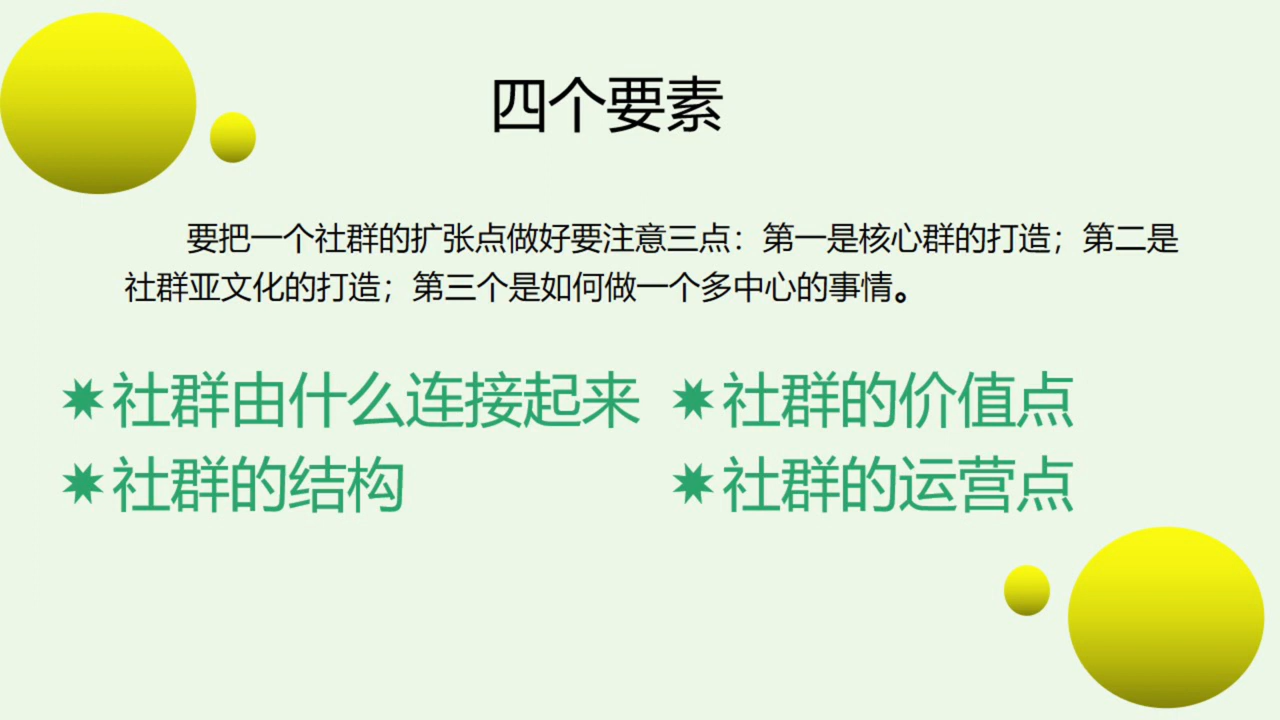 四个要素
要把一个社群的扩张点做好要注意三点：第一是核心群的打造；第二是
社群亚文化的打造；第三个是如何做一个多中心的事情。
✷社群由什么连接起来 ✷社群的价值点
✷社群的结构 ✷社群的运营点